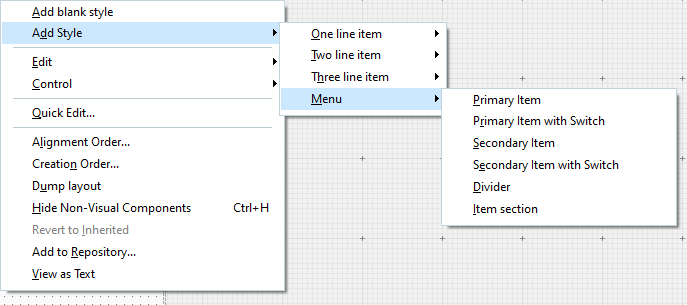 Add blank style
Add Style
Edit
Control
Quick Edit...
Alignment Order...
Creation Order...
Dump layout
Hide Non-Visual Components Ctrl+H
Revert to Inherited
Add to Repository...
View as Text
One line item
Two line item
Three line item
Menu
Primary Item
Primary Item with Switch
Secondary Item
Secondary Item with Switch
Divider
Item section